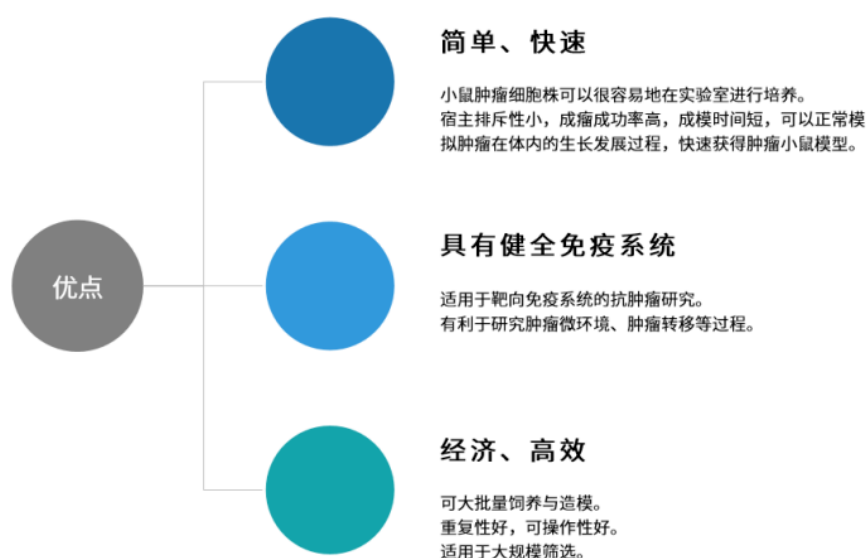 简单、快速
小鼠肿瘤细胞株可以很容易地在实验室进行培养。
宿主排斥性小，成瘤成功率高，成模时间短，可以正常模
拟肿瘤在体内的生长发展过程，快速获得肿瘤小鼠模型。
优点
具有健全免疫系统
适用于靶向免疫系统的抗肿瘤研究。
有利于研究肿瘤微环境、肿瘤转移等过程。
经济、高效
可大批量饲养与造模。
重复性好，可操作性好。
适用于大规模筛选。